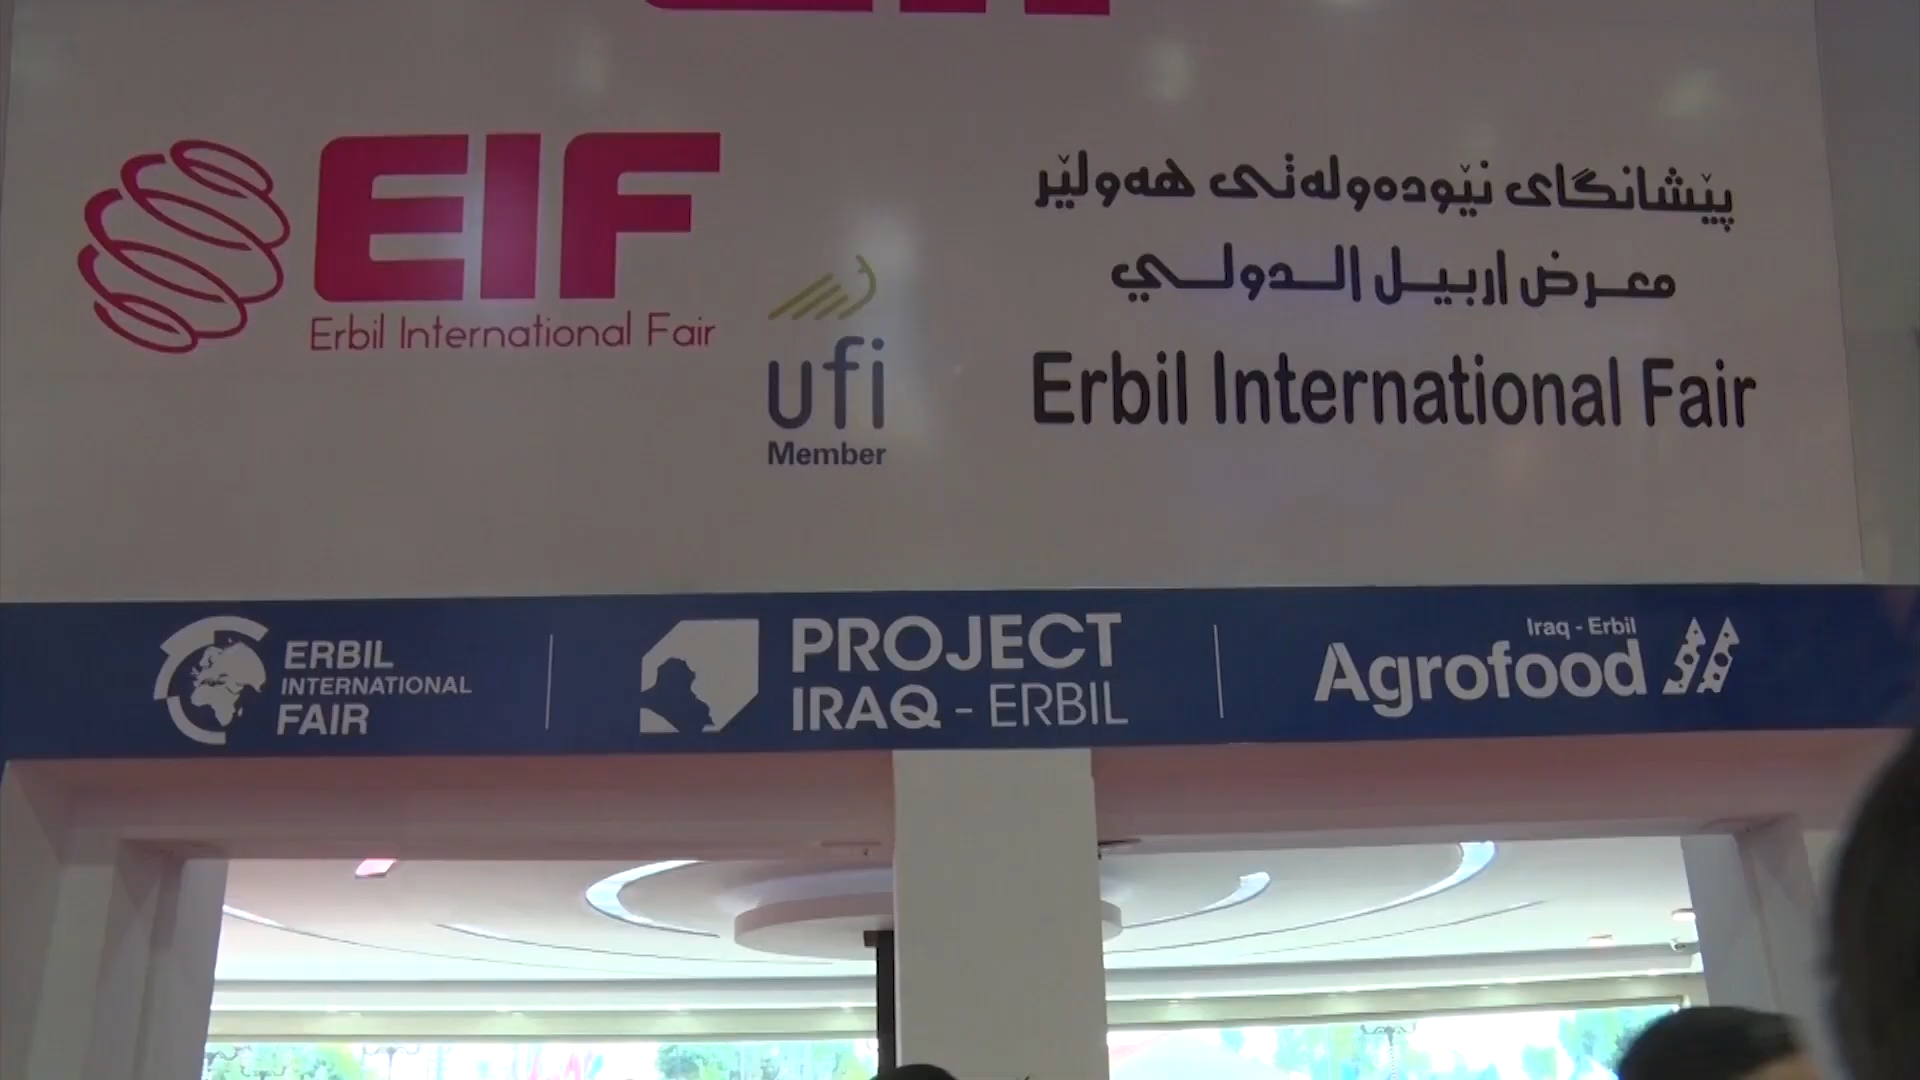 EIF
Erbil International Fair
ufi
Member
پێشانگای نێودەولەتی هەولێر
معرض اربيل الدولي
Erbil International Fair
ERBIL
INTERNATIONAL
FAIR
PROJECT
IRAQ - ERBIL
Iraq - Erbil
Agrofood